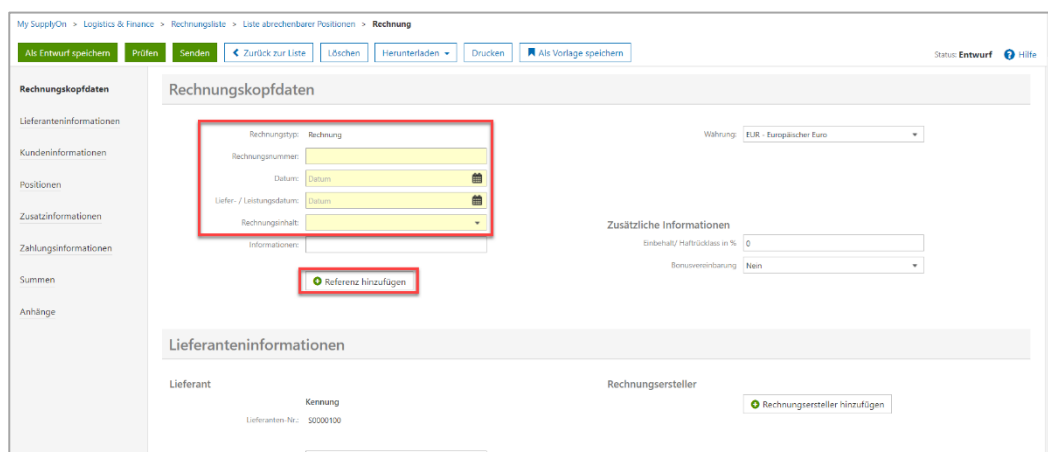 My SupplyOn > Logistics & Finance > Rechnungsliste > Liste abrechenbarer Positionen > Rechnung
Als Entwurf speichern Prüfen Senden Zurück zur Liste Löschen Herunterladen Drucken Als Vorlage speichern Status: Entwurf Hilfe
Rechnungskopfdaten
Lieferanteninformationen
Kundeninformationen
Positionen
Zusatzinformationen
Zahlungsinformationen
Summen
Anhänge
Rechnungskopfdaten
Rechnungstyp: Rechnung
Rechnungsnummer:
Datum: Datum
Liefer- / Leistungsdatum: Datum
Rechnungsinhalt:
Informationen:
Referenz hinzufügen
Währung: EUR - Europäischer Euro
Zusätzliche Informationen
Einbehalt/ Haftrücklass in % 0
Bonusvereinbarung Nein
Lieferanteninformationen
Lieferant
Kennung
Lieferanten-Nr.: S0000100
Rechnungsersteller
Rechnungsersteller hinzufügen